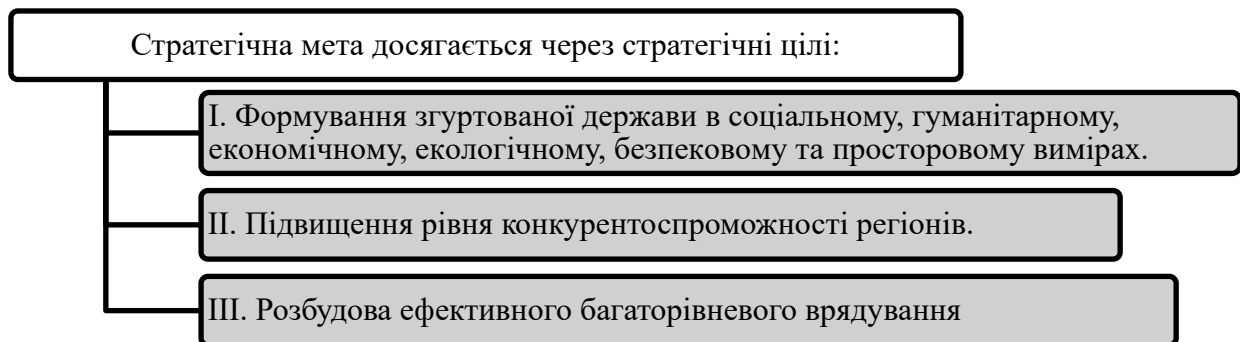 Стратегічна мета досягається через стратегічні цілі:
І. Формування згуртованої держави в соціальному, гуманітарному,
економічному, екологічному, безпековому та просторовому вимірах.
ІІ. Підвищення рівня конкурентоспроможності регіонів.
ІІІ. Розбудова ефективного багаторівневого врядування